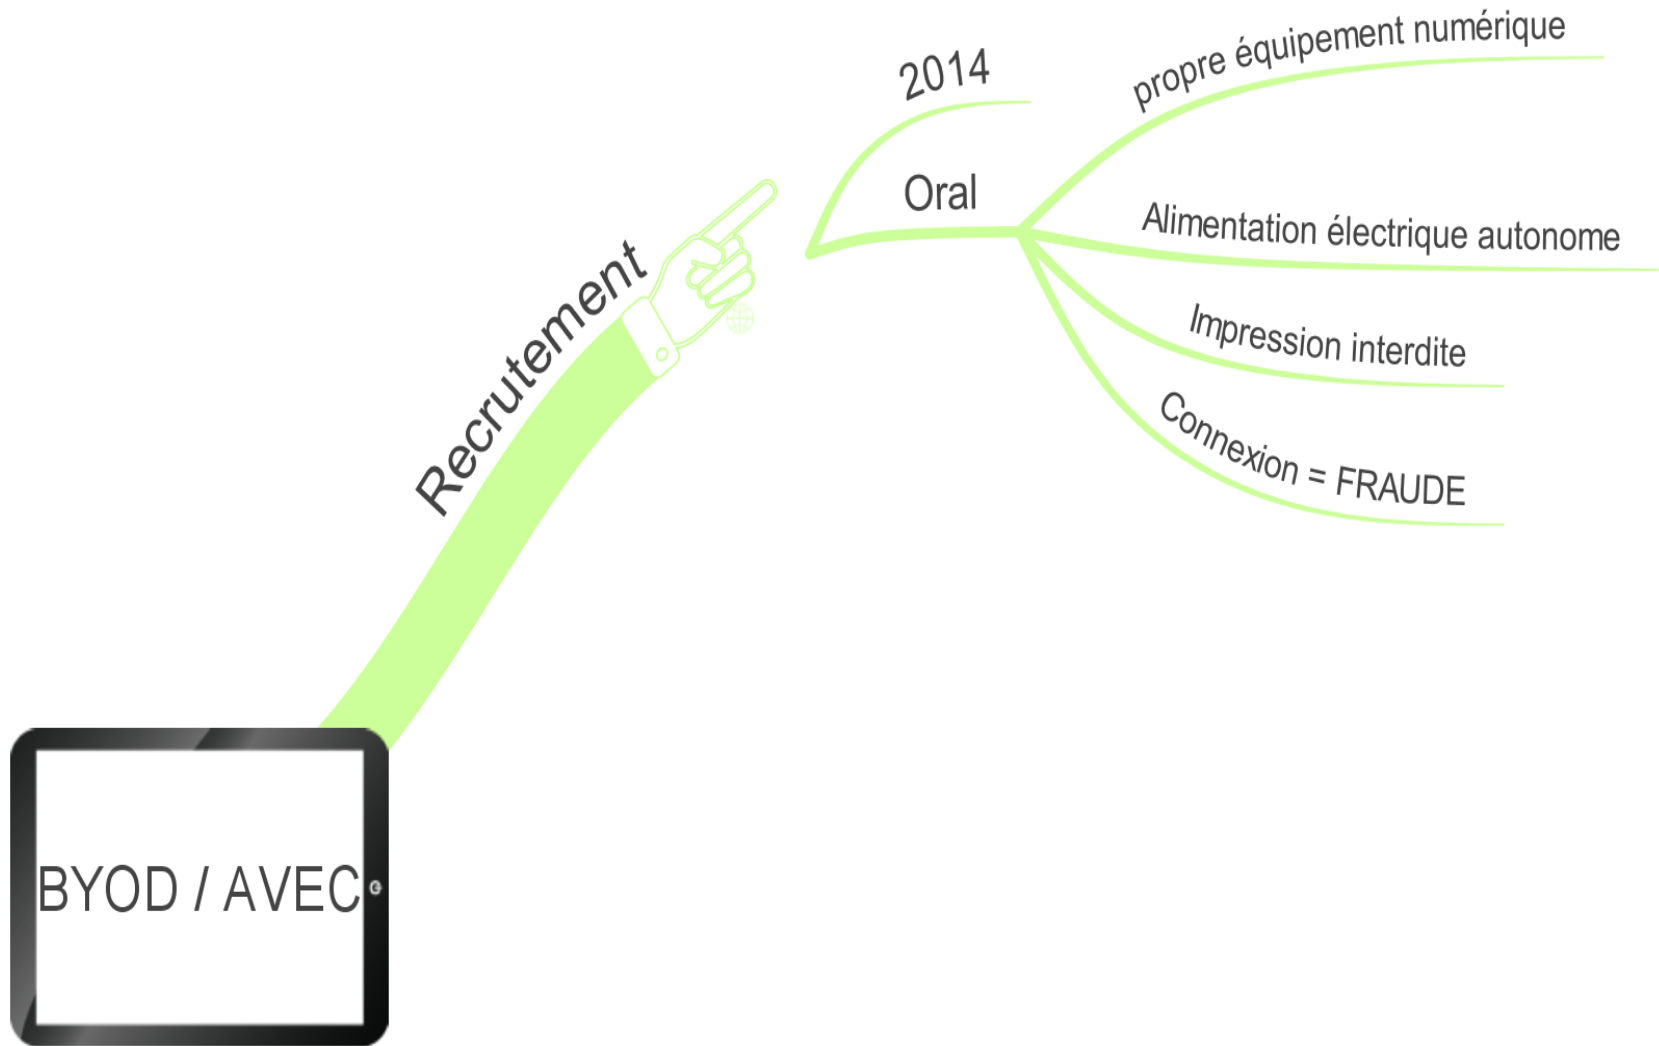 BYOD / AVEC
Recrutement
2014
Oral
propre équipement numérique
Alimentation électrique autonome
Impression interdite
Connexion = FRAUDE